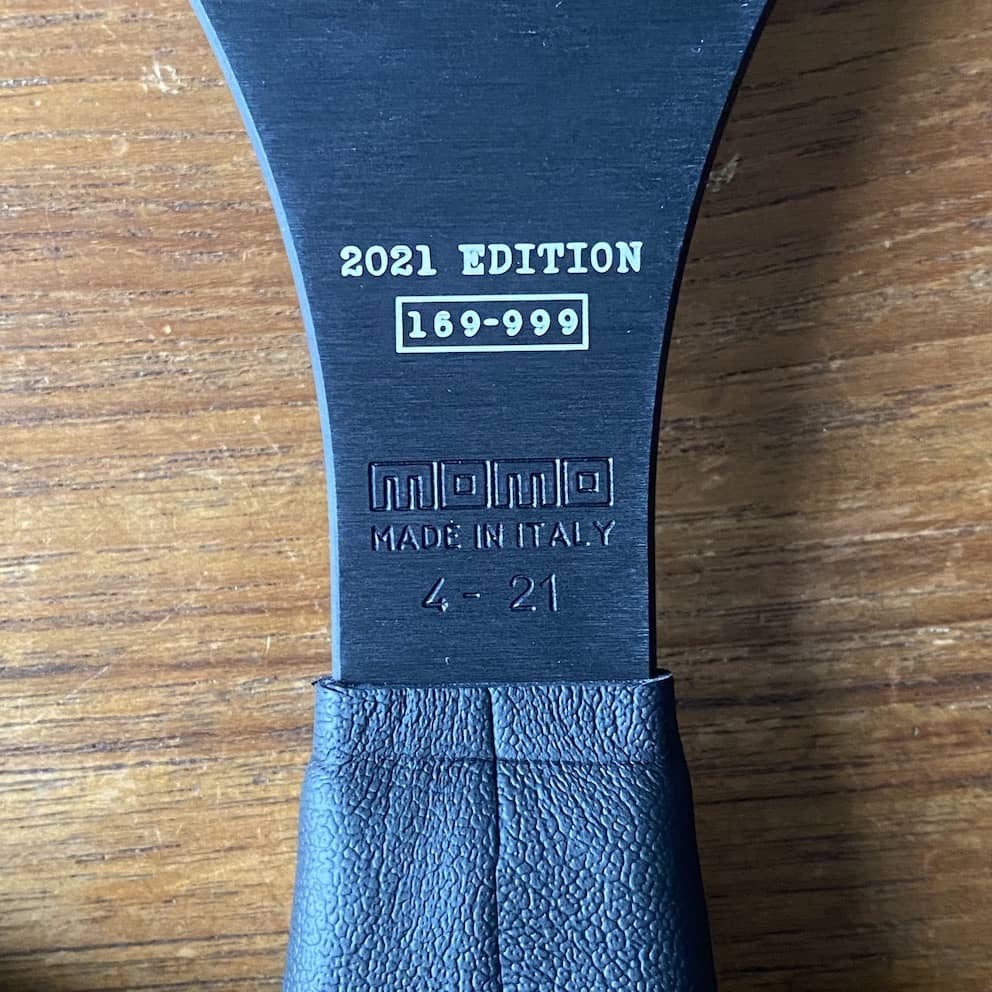 2021 EDITION
169-999
momo
MADE IN ITALY
4 - 21